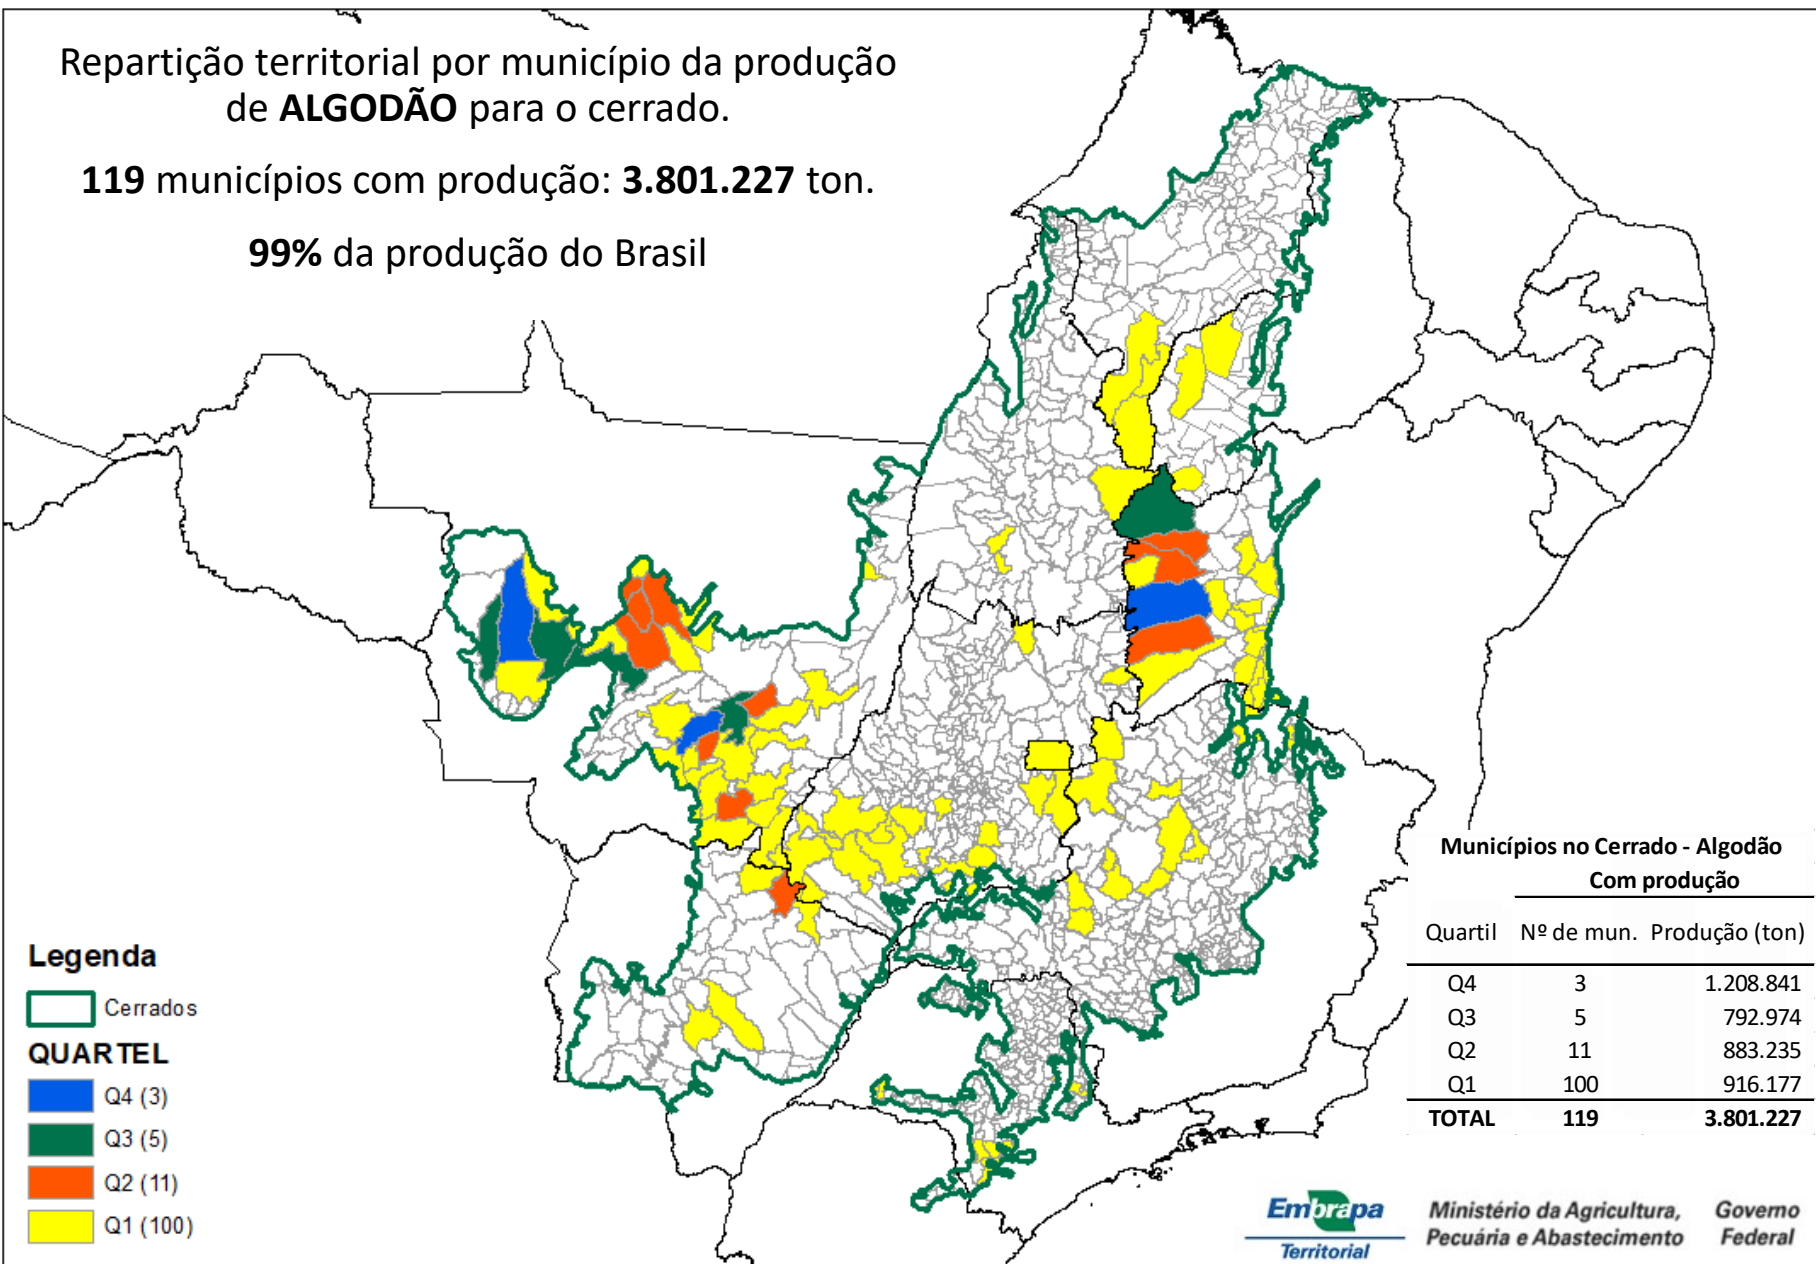 Repartição territorial por município da produção
de ALGODÃO para o cerrado.
119 municípios com produção: 3.801.227 ton.
99% da produção do Brasil
Legenda
Cerrados
QUARTEL
Q4 (3)
Q3 (5)
Q2 (11)
Q1 (100)
Municípios no Cerrado - Algodão
Com produção
Quartil Nº de mun. Produção (ton)
Q4 3 1.208.841
Q3 5 792.974
Q2 11 883.235
Q1 100 916.177
TOTAL 119 3.801.227
Embrapa
Territorial
Ministério da Agricultura,
Pecuária e Abastecimento
Governo
Federal